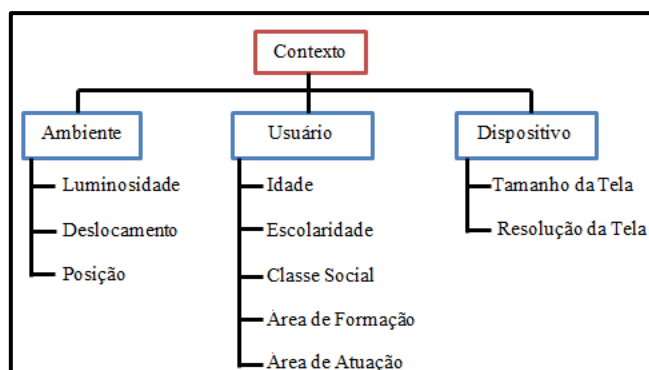 Contexto
Ambiente
Usuário
Dispositivo
Luminosidade
Deslocamento
Posição
Idade
Escolaridade
Classe Social
Área de Formação
Área de Atuação
Tamanho da Tela
Resolução da Tela